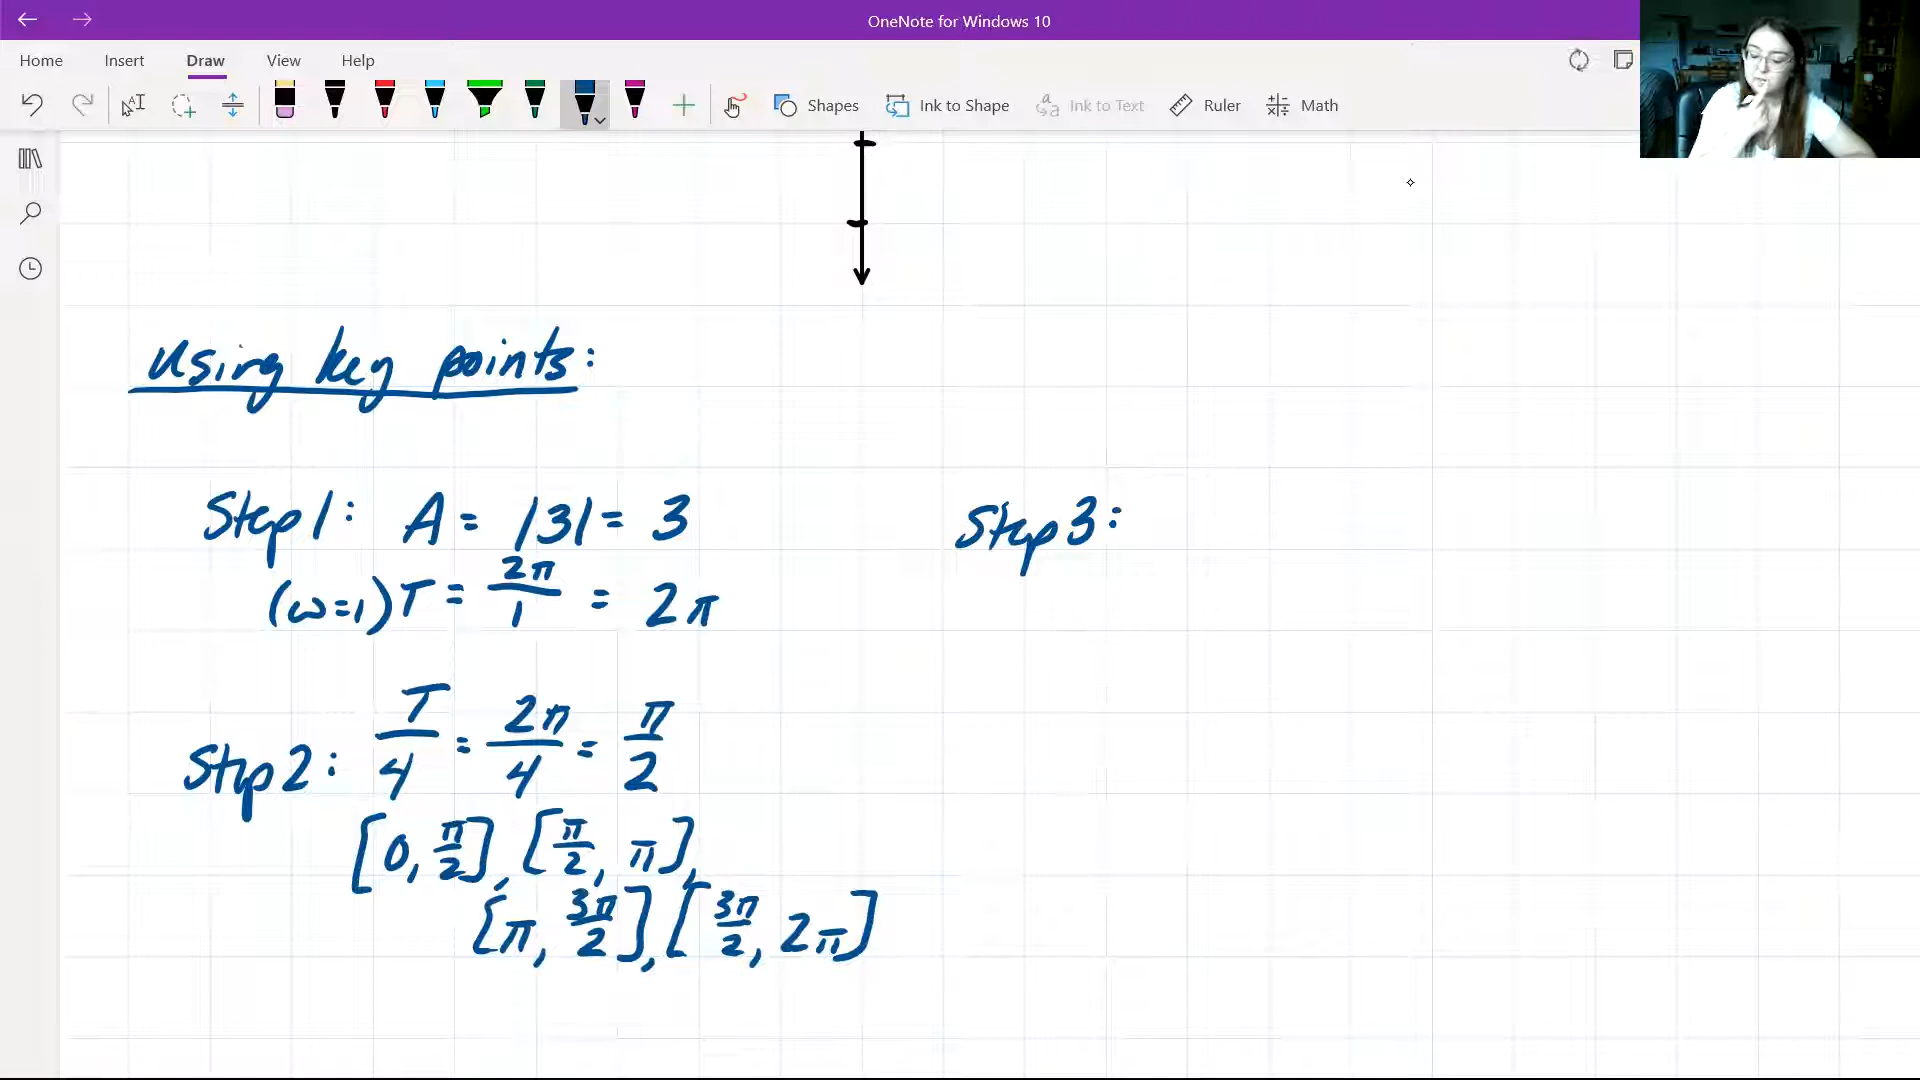 OneNote for Windows 10
Home Insert Draw View Help
Shapes Ink to Shape Ink to Text Ruler Math
Using key points:
Step 1: A = |3| = 3
(ω=1) T = 2π/1 = 2π
Step 2: T/4 = 2π/4 = π/2
[0, π/2], [π/2, π],
[π, 3π/2], [3π/2, 2π]
Step 3: